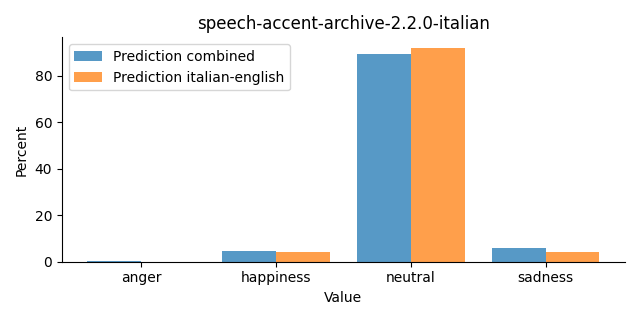 speech-accent-archive-2.2.0-italian
Prediction combined
Prediction italian-english
Percent
80
60
40
20
0
anger happiness neutral sadness
Value